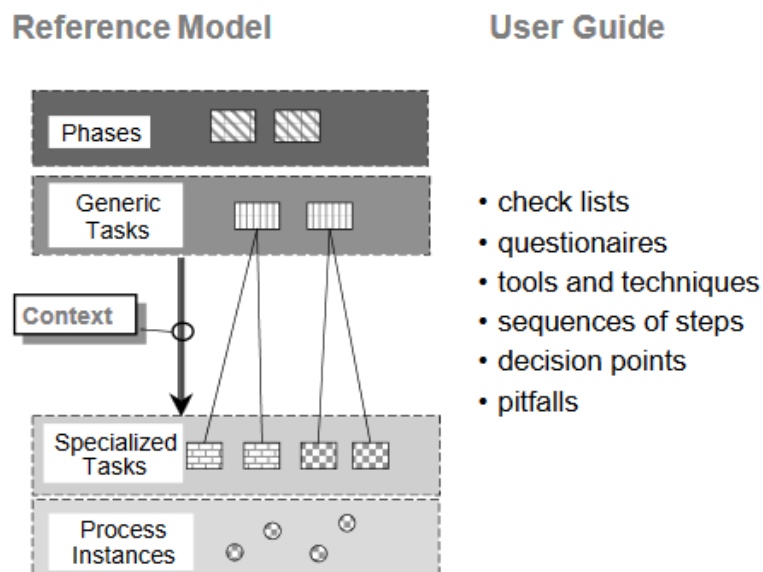 Reference Model
User Guide
Phases
Generic
Tasks
Context
Specialized
Tasks
Process
Instances
• check lists
• questionaires
• tools and techniques
• sequences of steps
• decision points
• pitfalls